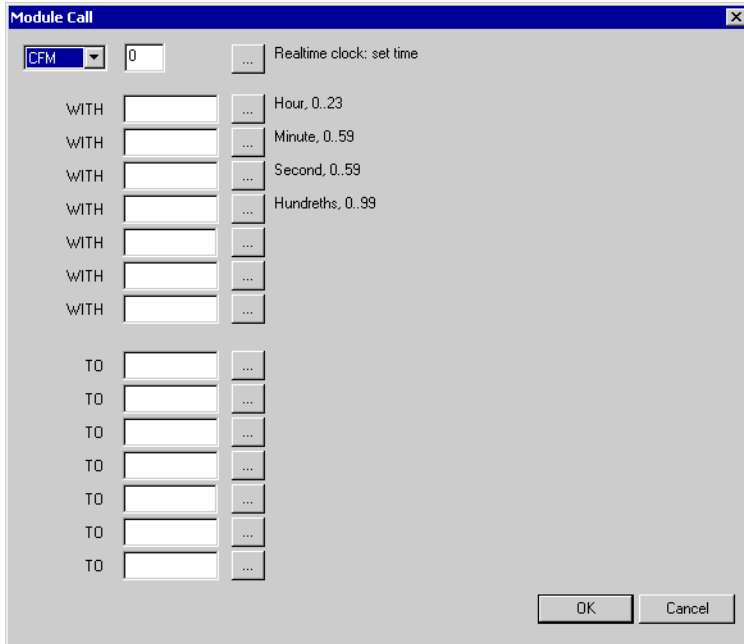 Module Call
CFM 0 ... Realtime clock: set time
WITH ... Hour, 0..23
WITH ... Minute, 0..59
WITH ... Second, 0..59
WITH ... Hundreths, 0..99
WITH ...
WITH ...
WITH ...
TO ...
TO ...
TO ...
TO ...
TO ...
TO ...
TO ...
OK Cancel